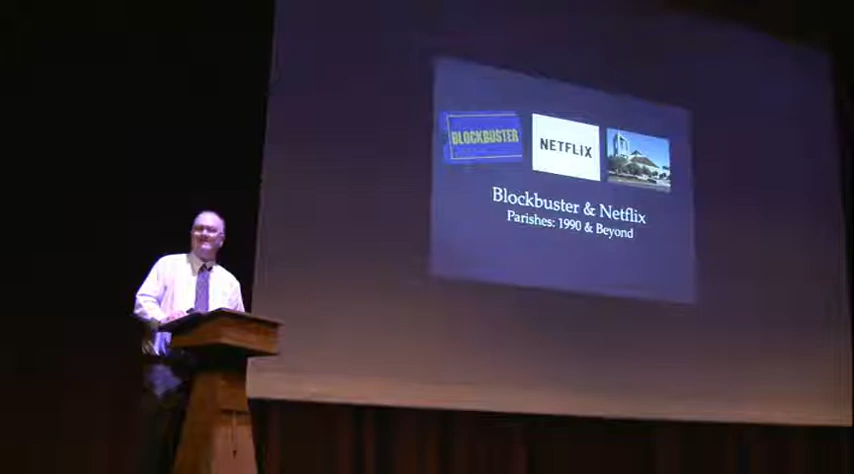 BLOCKBUSTER
NETFLIX
Blockbuster & Netflix
Parishes: 1990 & Beyond